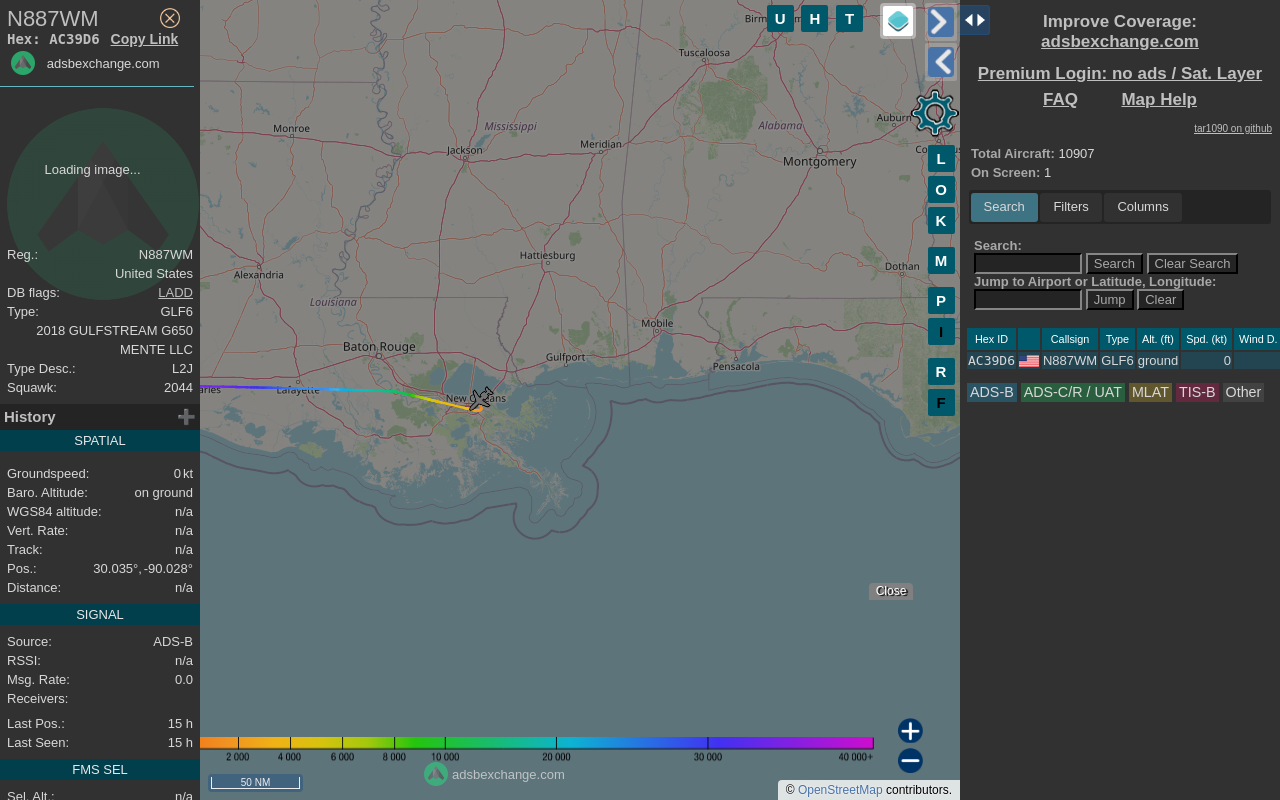 N887WM
Hex: AC39D6 Copy Link
adsbexchange.com
Loading image...
Reg.: N887WM
United States
DB flags: LADD
Type: GLF6
2018 GULFSTREAM G650
MENTE LLC
Type Desc.: L2J
Squawk: 2044
History
SPATIAL
Groundspeed: 0 kt
Baro. Altitude: on ground
WGS84 altitude: n/a
Vert. Rate: n/a
Track: n/a
Pos.: 30.035°, -90.028°
Distance: n/a
SIGNAL
Source: ADS-B
RSSI: n/a
Msg. Rate: 0.0
Receivers:
Last Pos.: 15 h
Last Seen: 15 h
FMS SEL
Sel. Alt.: n/a
U H T
Tuscaloosa
Monroe
Mississippi
Alabama
Auburn
Jackson
Meridian
Montgomery
Hattiesburg
Alexandria
Dothan
Louisiana
Mobile
Baton Rouge
Gulfport
Pensacola
Lafayette
L
O
K
M
P
I
R
F
Close
2 000 4 000 6 000 8 000 10 000 20 000 30 000 40 000+
adsbexchange.com
50 NM
© OpenStreetMap contributors.
Improve Coverage:
adsbexchange.com
Premium Login: no ads / Sat. Layer
FAQ Map Help
tar1090 on github
Total Aircraft: 10907
On Screen: 1
Search Filters Columns
Search:
Search Clear Search
Jump to Airport or Latitude, Longitude:
Jump Clear
Hex ID Callsign Type Alt. (ft) Spd. (kt) Wind D.
AC39D6 N887WM GLF6 ground 0
ADS-B ADS-C/R / UAT MLAT TIS-B Other